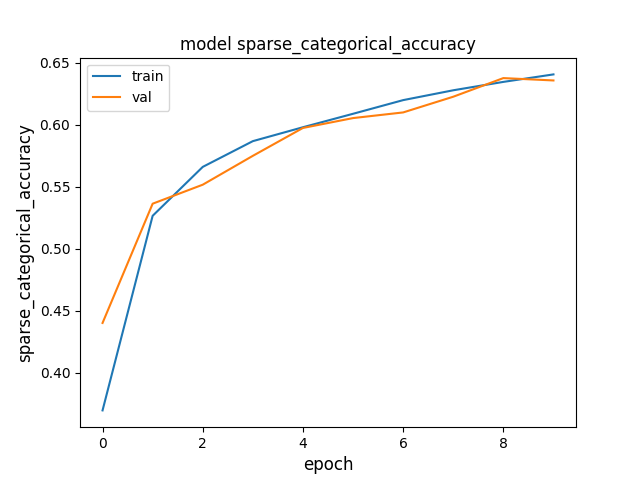 model sparse_categorical_accuracy
train
val
sparse_categorical_accuracy
0.65
0.60
0.55
0.50
0.45
0.40
0 2 4 6 8
epoch